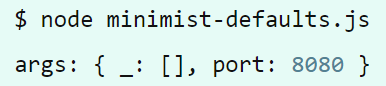 $ node minimist-defaults.js
args: { _: [], port: 8080 }